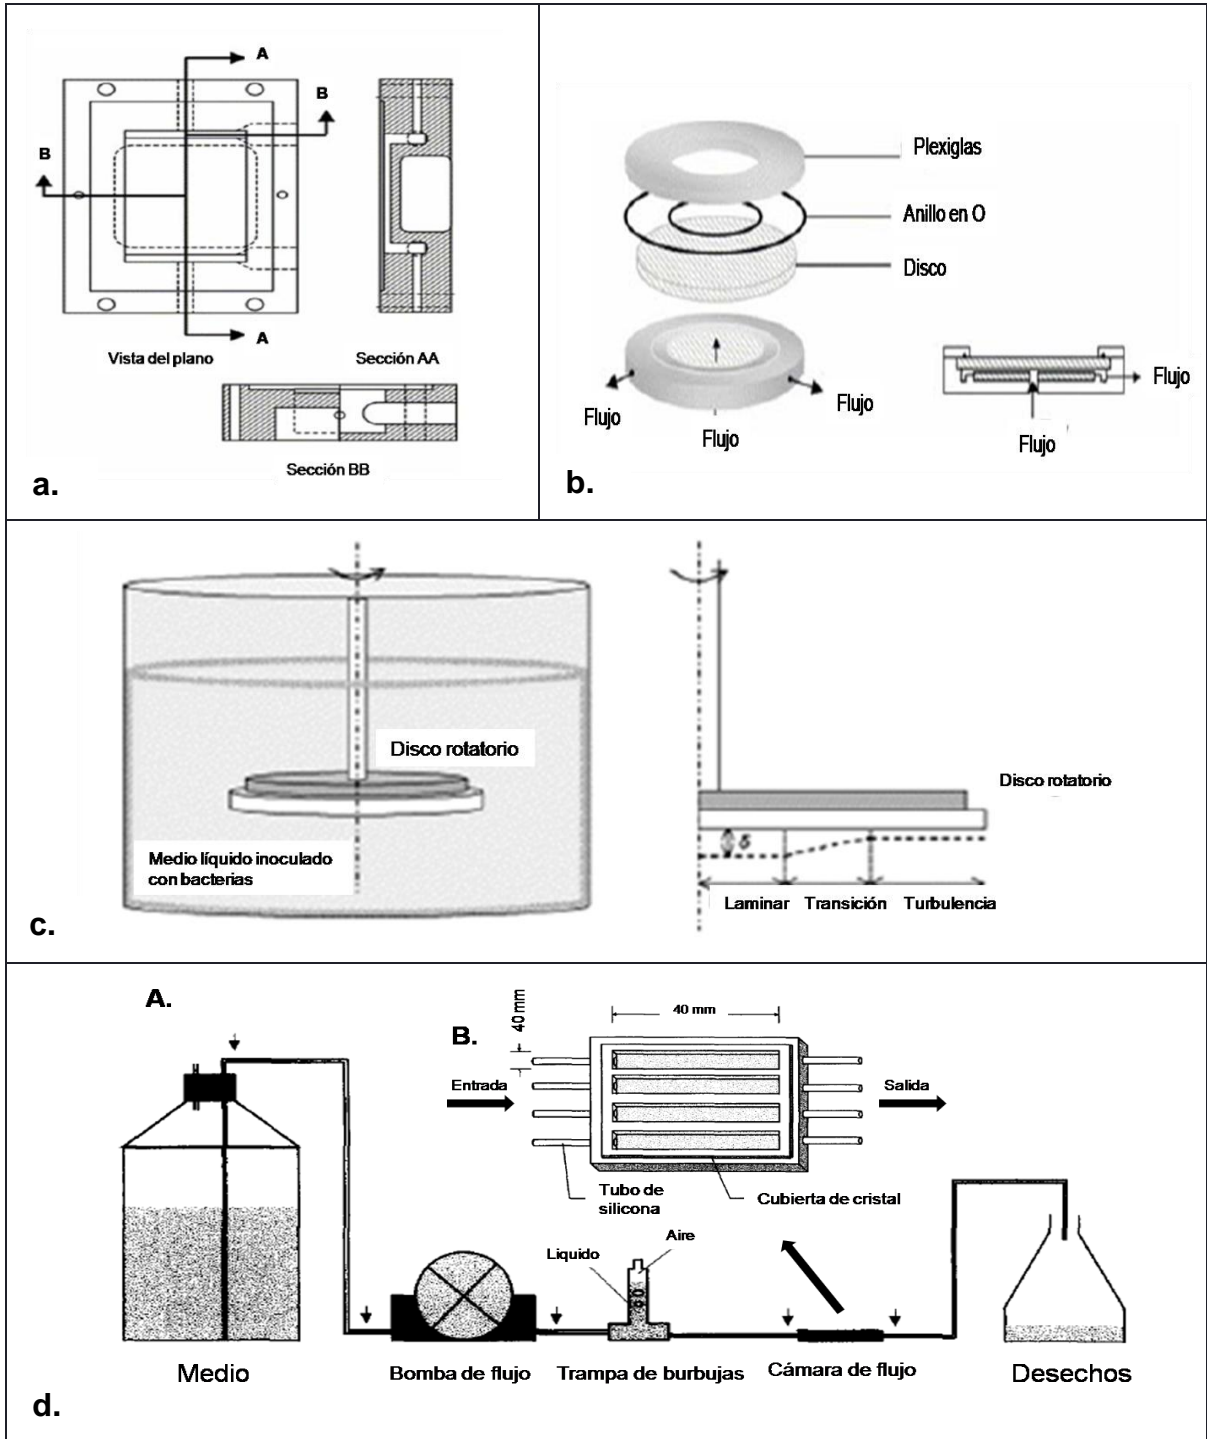 A
B
B
A
Vista del plano
Sección AA
Sección BB
a.
Plexiglas
Anillo en O
Disco
Flujo
Flujo
Flujo
Flujo
Flujo
b.
Disco rotatorio
Medio líquido inoculado
con bacterias
Disco rotatorio
δ
Laminar Transición Turbulencia
c.
A.
B.
40 mm
40 mm
Entrada
Salida
Tubo de
silicona
Cubierta de cristal
Aire
Liquido
Medio
Bomba de flujo
Trampa de burbujas
Cámara de flujo
Desechos
d.